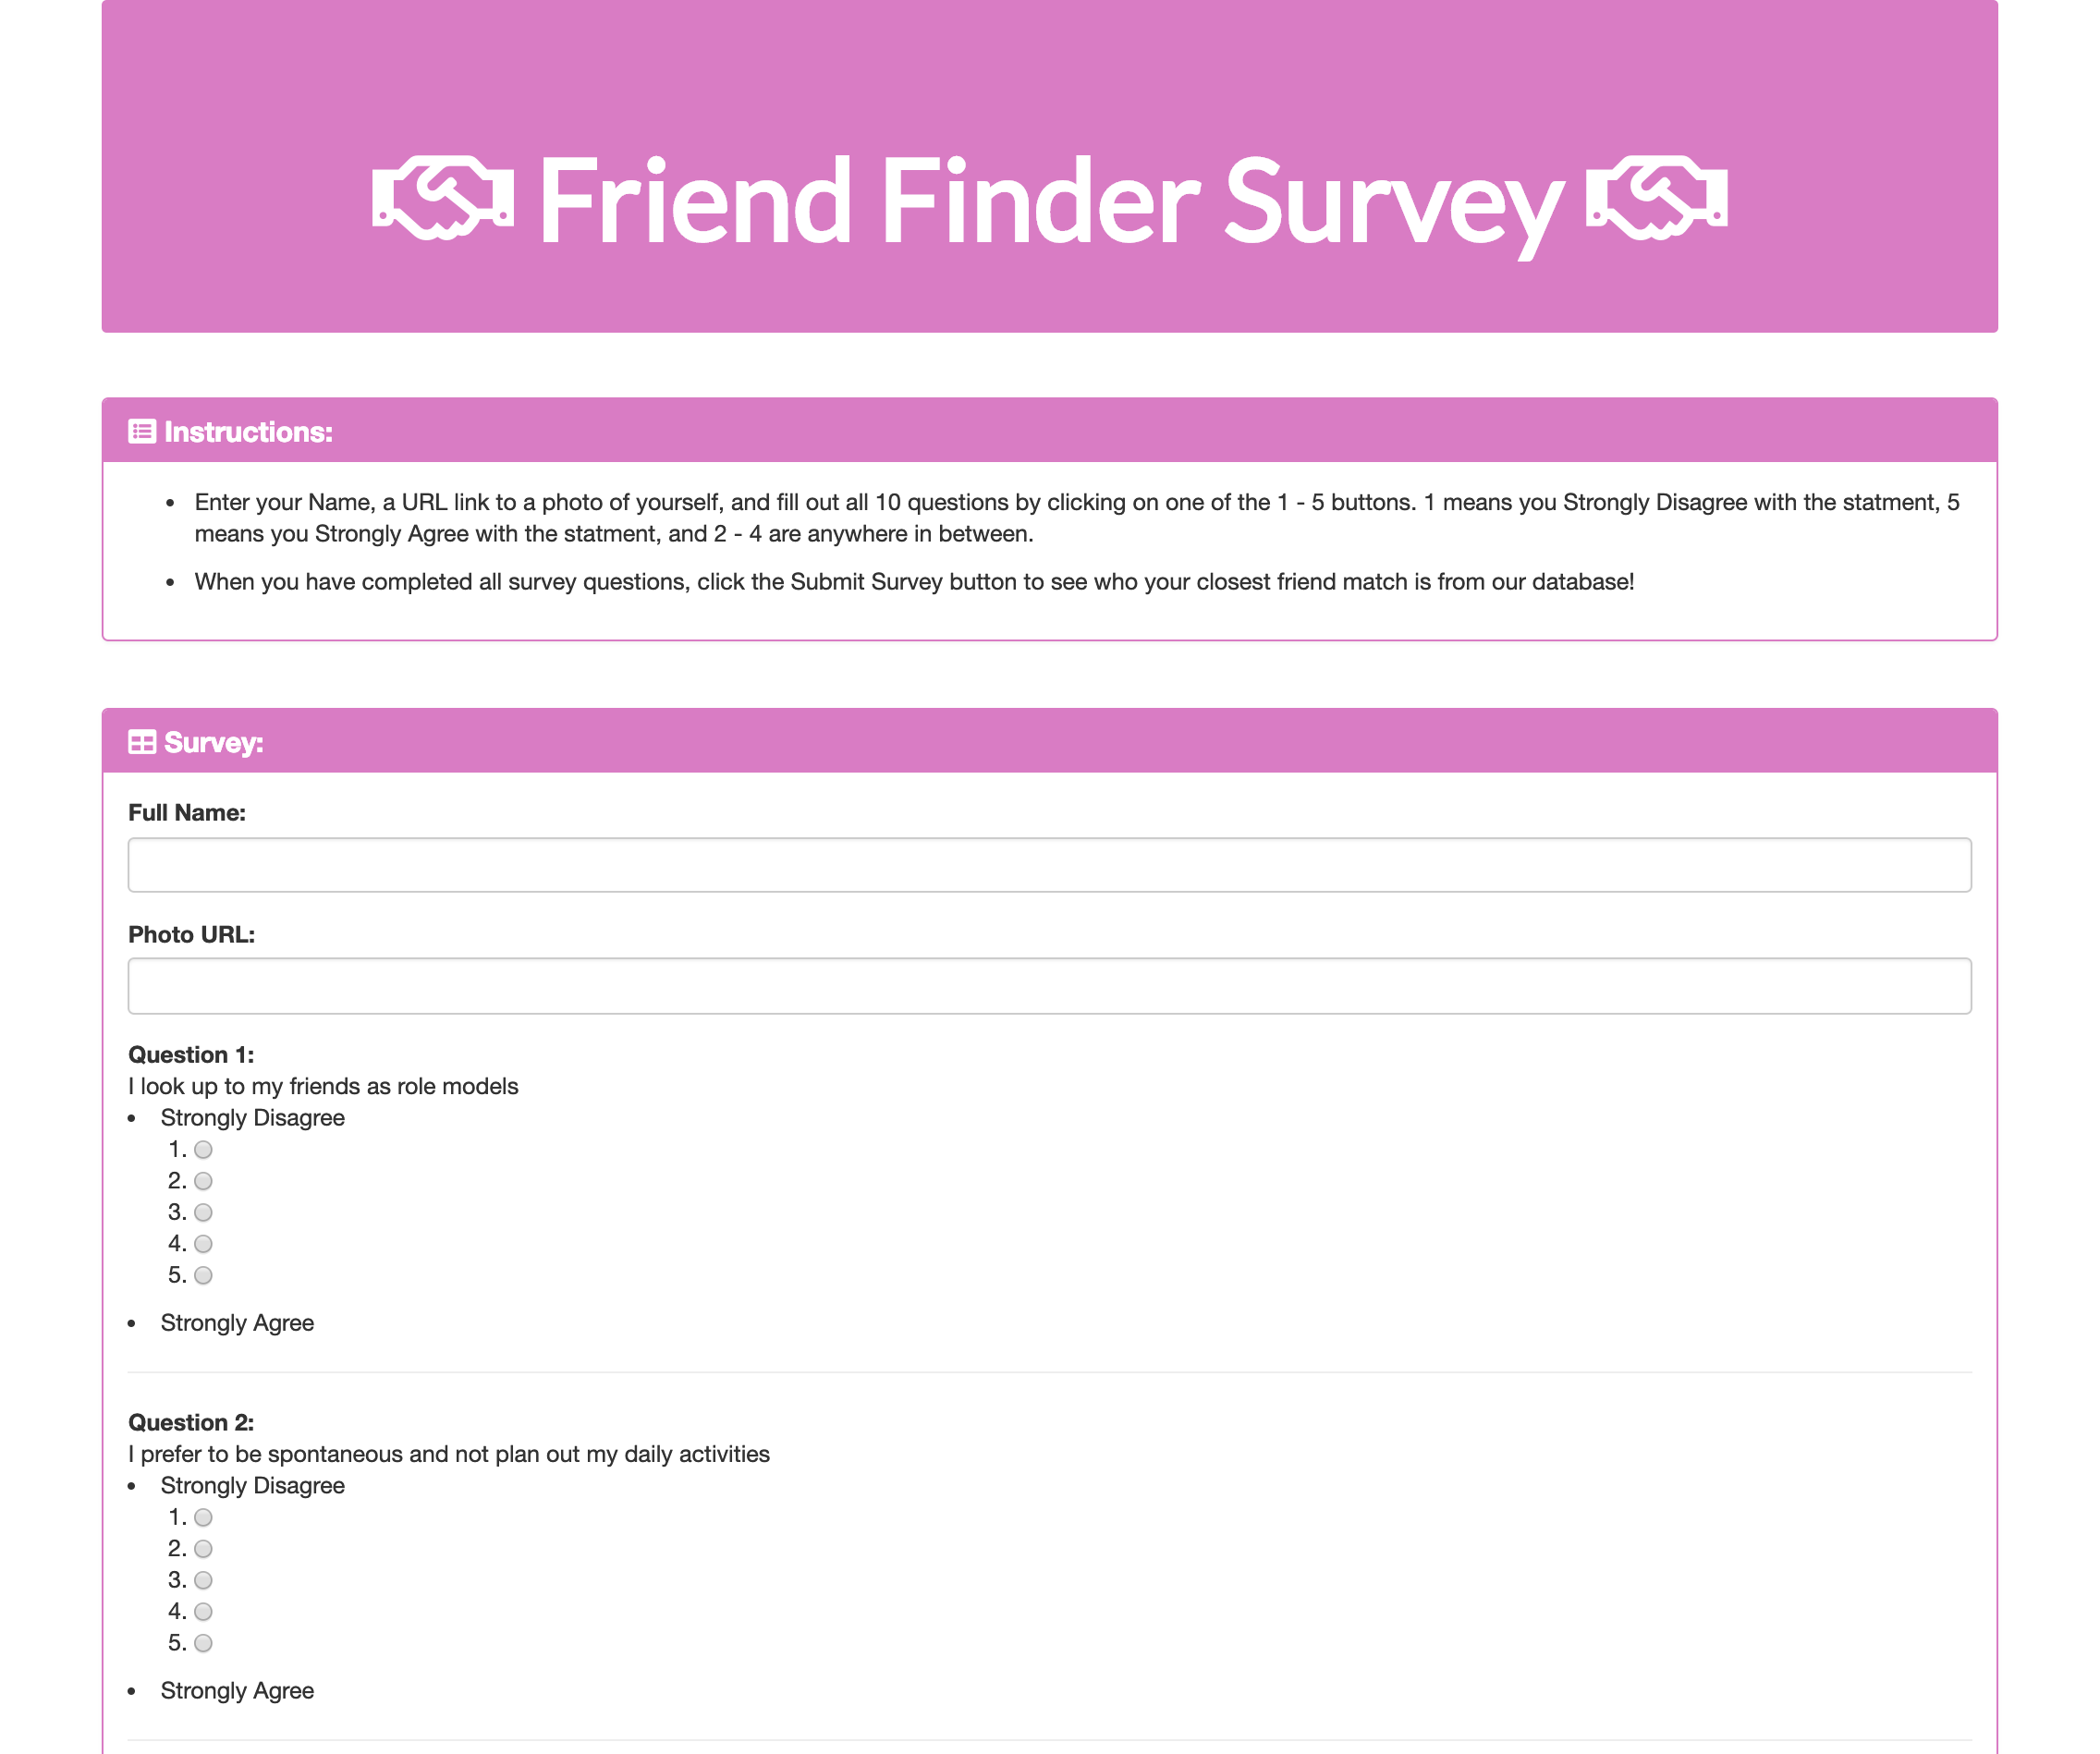 Friend Finder Survey
Instructions:
• Enter your Name, a URL link to a photo of yourself, and fill out all 10 questions by clicking on one of the 1 - 5 buttons. 1 means you Strongly Disagree with the statment, 5
means you Strongly Agree with the statment, and 2 - 4 are anywhere in between.
• When you have completed all survey questions, click the Submit Survey button to see who your closest friend match is from our database!
Survey:
Full Name:
Photo URL:
Question 1:
I look up to my friends as role models
• Strongly Disagree
1.
2.
3.
4.
5.
• Strongly Agree
Question 2:
I prefer to be spontaneous and not plan out my daily activities
• Strongly Disagree
1.
2.
3.
4.
5.
• Strongly Agree